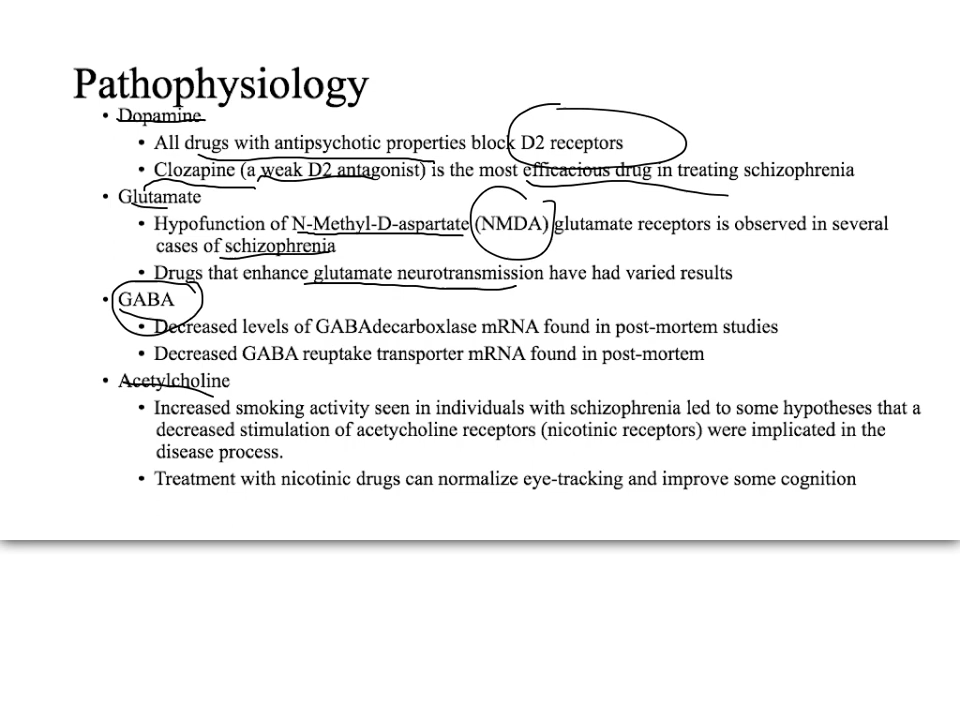 Pathophysiology
• Dopamine
• All drugs with antipsychotic properties block D2 receptors
• Clozapine (a weak D2 antagonist) is the most efficacious drug in treating schizophrenia
• Glutamate
• Hypofunction of N-Methyl-D-aspartate (NMDA) glutamate receptors is observed in several
cases of schizophrenia
• Drugs that enhance glutamate neurotransmission have had varied results
• GABA
• Decreased levels of GABAdecarboxlase mRNA found in post-mortem studies
• Decreased GABA reuptake transporter mRNA found in post-mortem
• Acetylcholine
• Increased smoking activity seen in individuals with schizophrenia led to some hypotheses that a
decreased stimulation of acetycholine receptors (nicotinic receptors) were implicated in the
disease process.
• Treatment with nicotinic drugs can normalize eye-tracking and improve some cognition